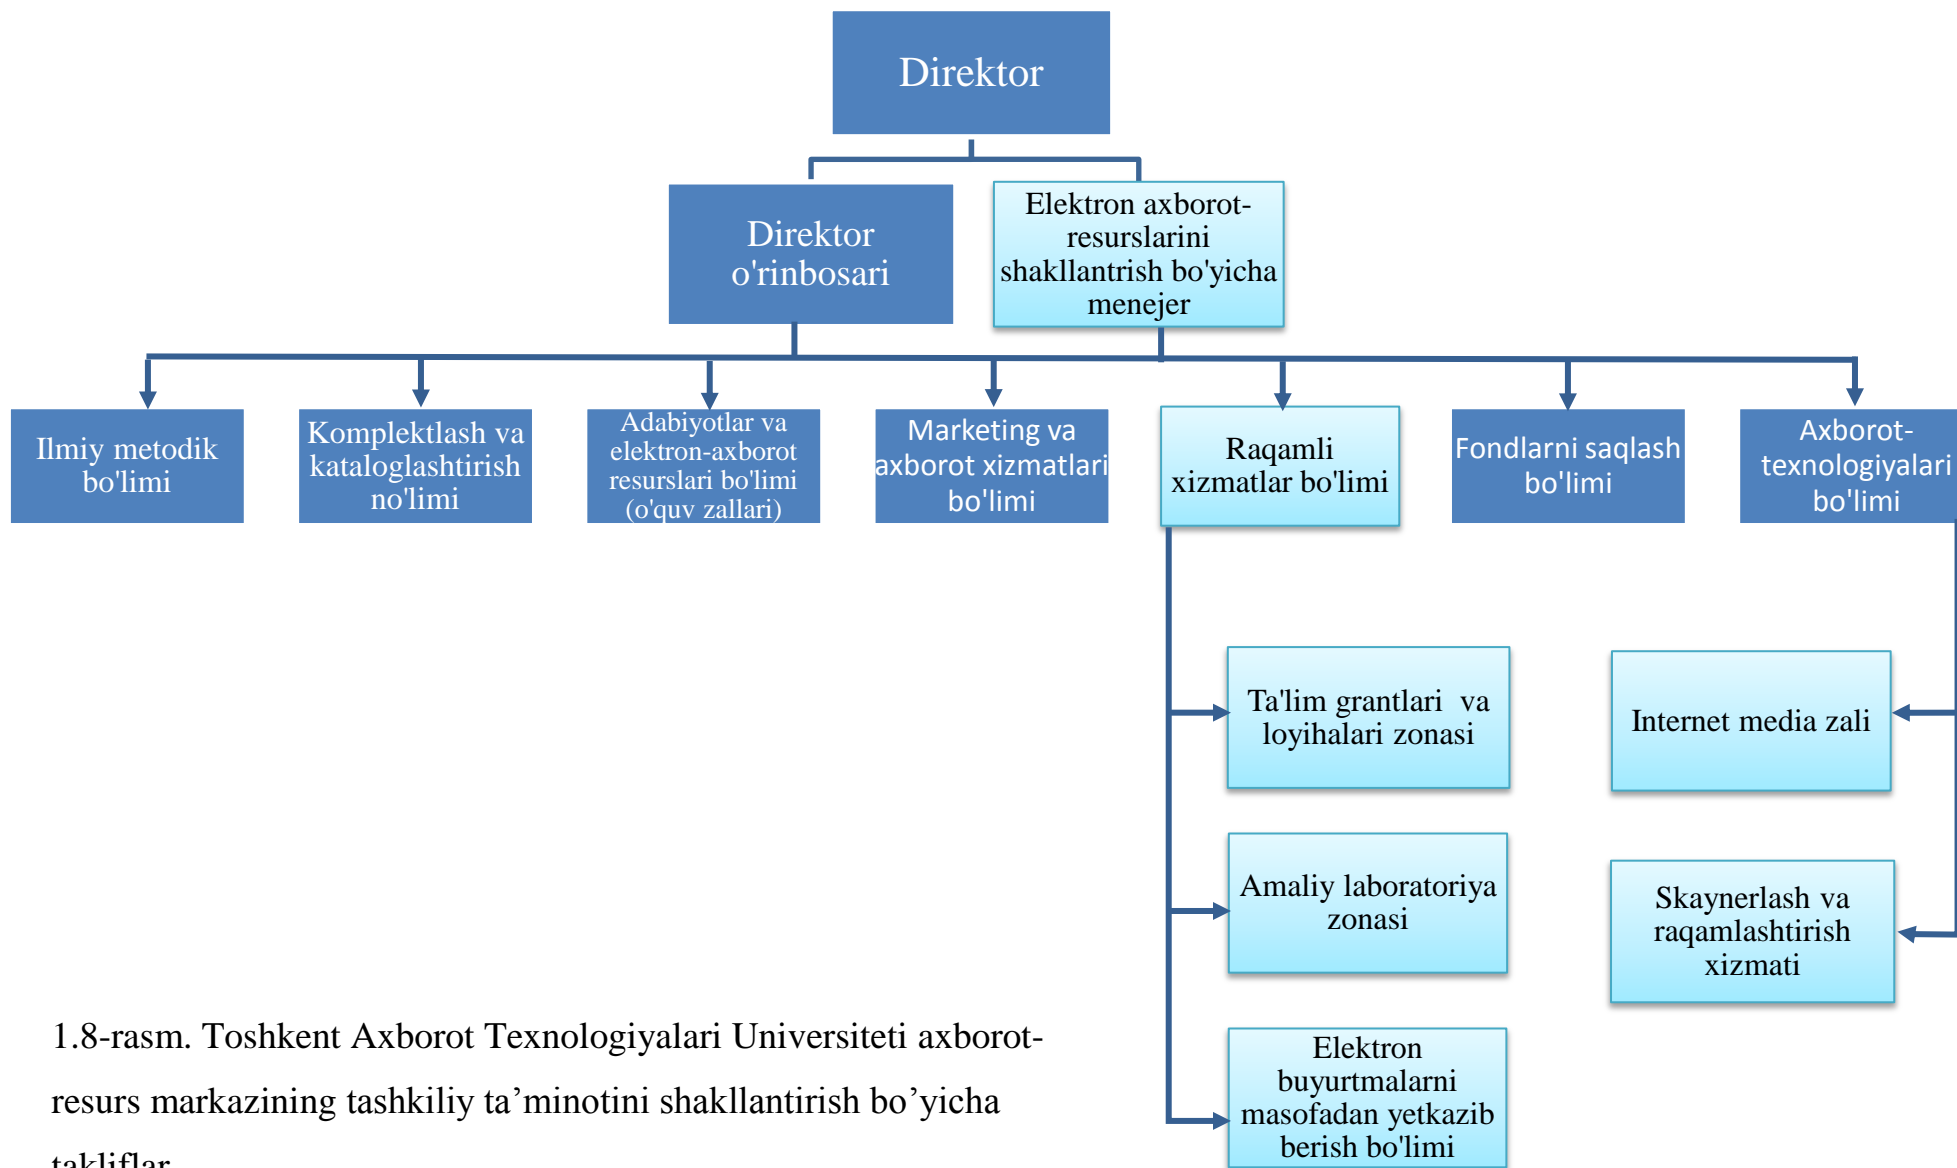 Direktor
Direktor
o'rinbosari
Elektron axborot-
resurslarini
shakllantrish bo'yicha
menejer
Ilmiy metodik
bo'limi
Komplektlash va
kataloglashtirish
no'limi
Adabiyotlar va
elektron-axborot
resurslari bo'limi
(o'quv zallari)
Marketing va
axborot xizmatlari
bo'limi
Raqamli
xizmatlar bo'limi
Fondlarni saqlash
bo'limi
Axborot-
texnologiyalari
bo'limi
Ta'lim grantlari va
loyihalari zonasi
Internet media zali
Amaliy laboratoriya
zonasi
Skaynerlash va
raqamlashtirish
xizmati
Elektron
buyurtmalarni
masofadan yetkazib
berish bo'limi
1.8-rasm. Toshkent Axborot Texnologiyalari Universiteti axborot-
resurs markazining tashkiliy ta’minotini shakllantirish bo’yicha
takliflar